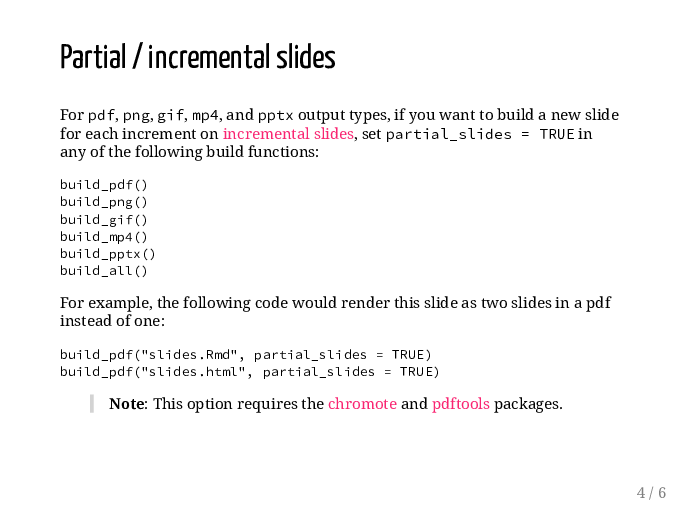 Partial / incremental slides
For pdf, png, gif, mp4, and pptx output types, if you want to build a new slide
for each increment on incremental slides, set partial_slides = TRUE in
any of the following build functions:
build_pdf()
build_png()
build_gif()
build_mp4()
build_pptx()
build_all()
For example, the following code would render this slide as two slides in a pdf
instead of one:
build_pdf("slides.Rmd", partial_slides = TRUE)
build_pdf("slides.html", partial_slides = TRUE)
Note: This option requires the chromote and pdftools packages.
4 / 6